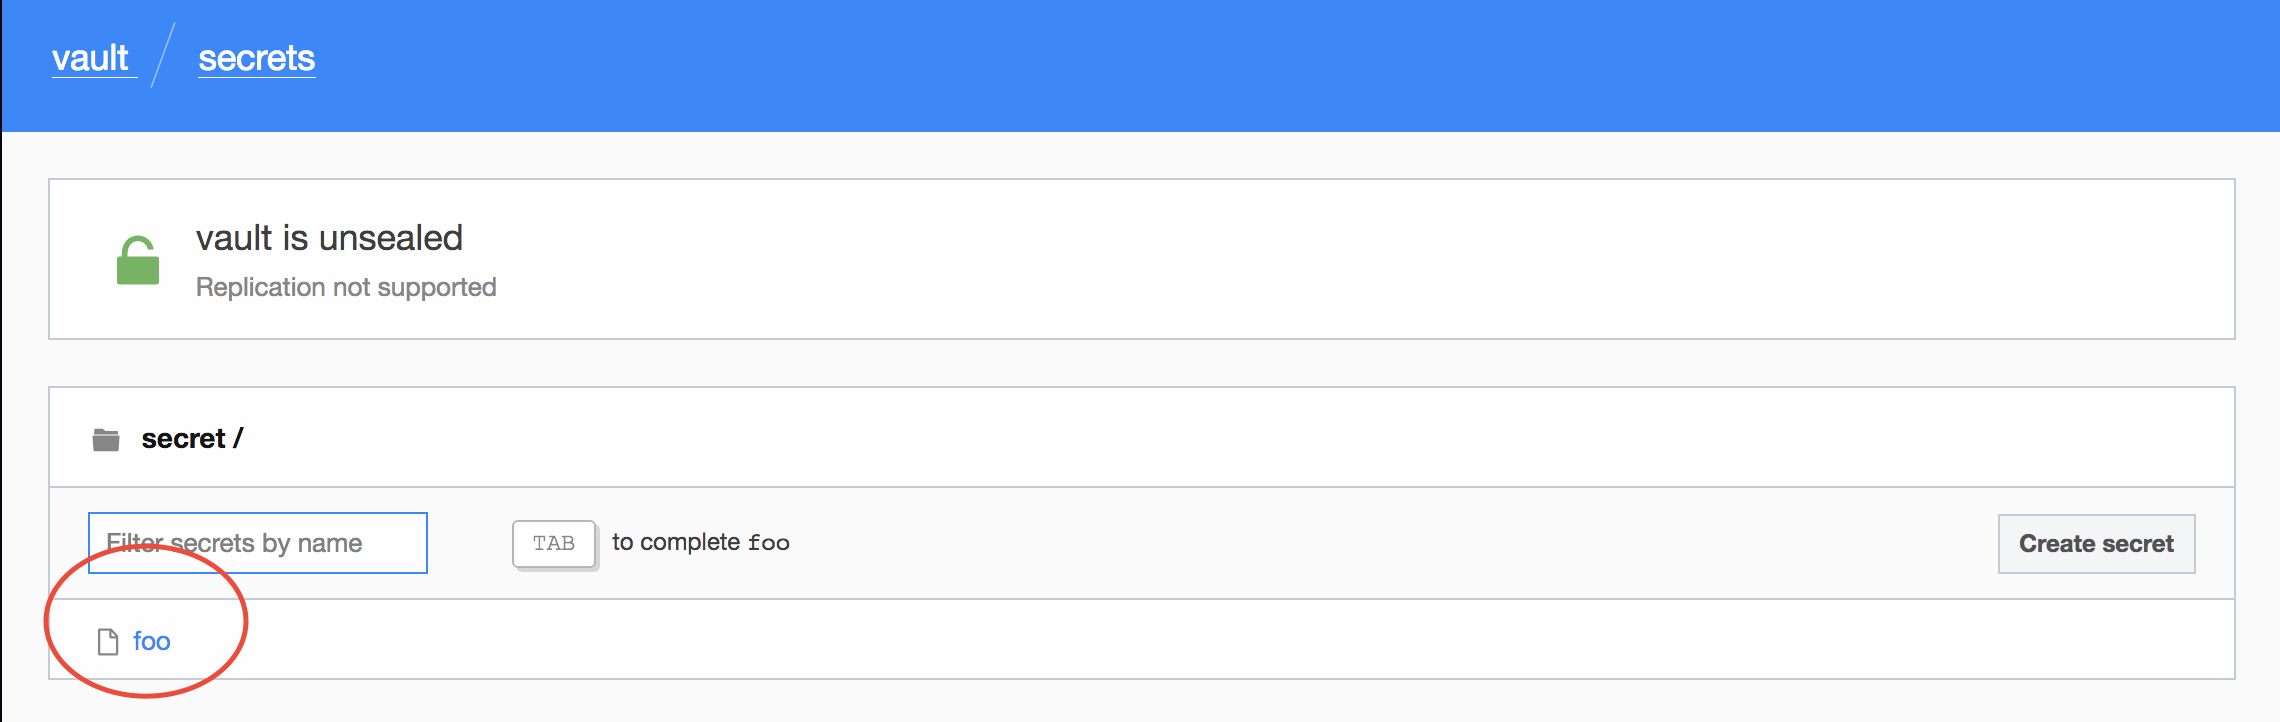 vault / secrets
vault is unsealed
Replication not supported
secret /
Filter secrets by name TAB to complete foo Create secret
foo